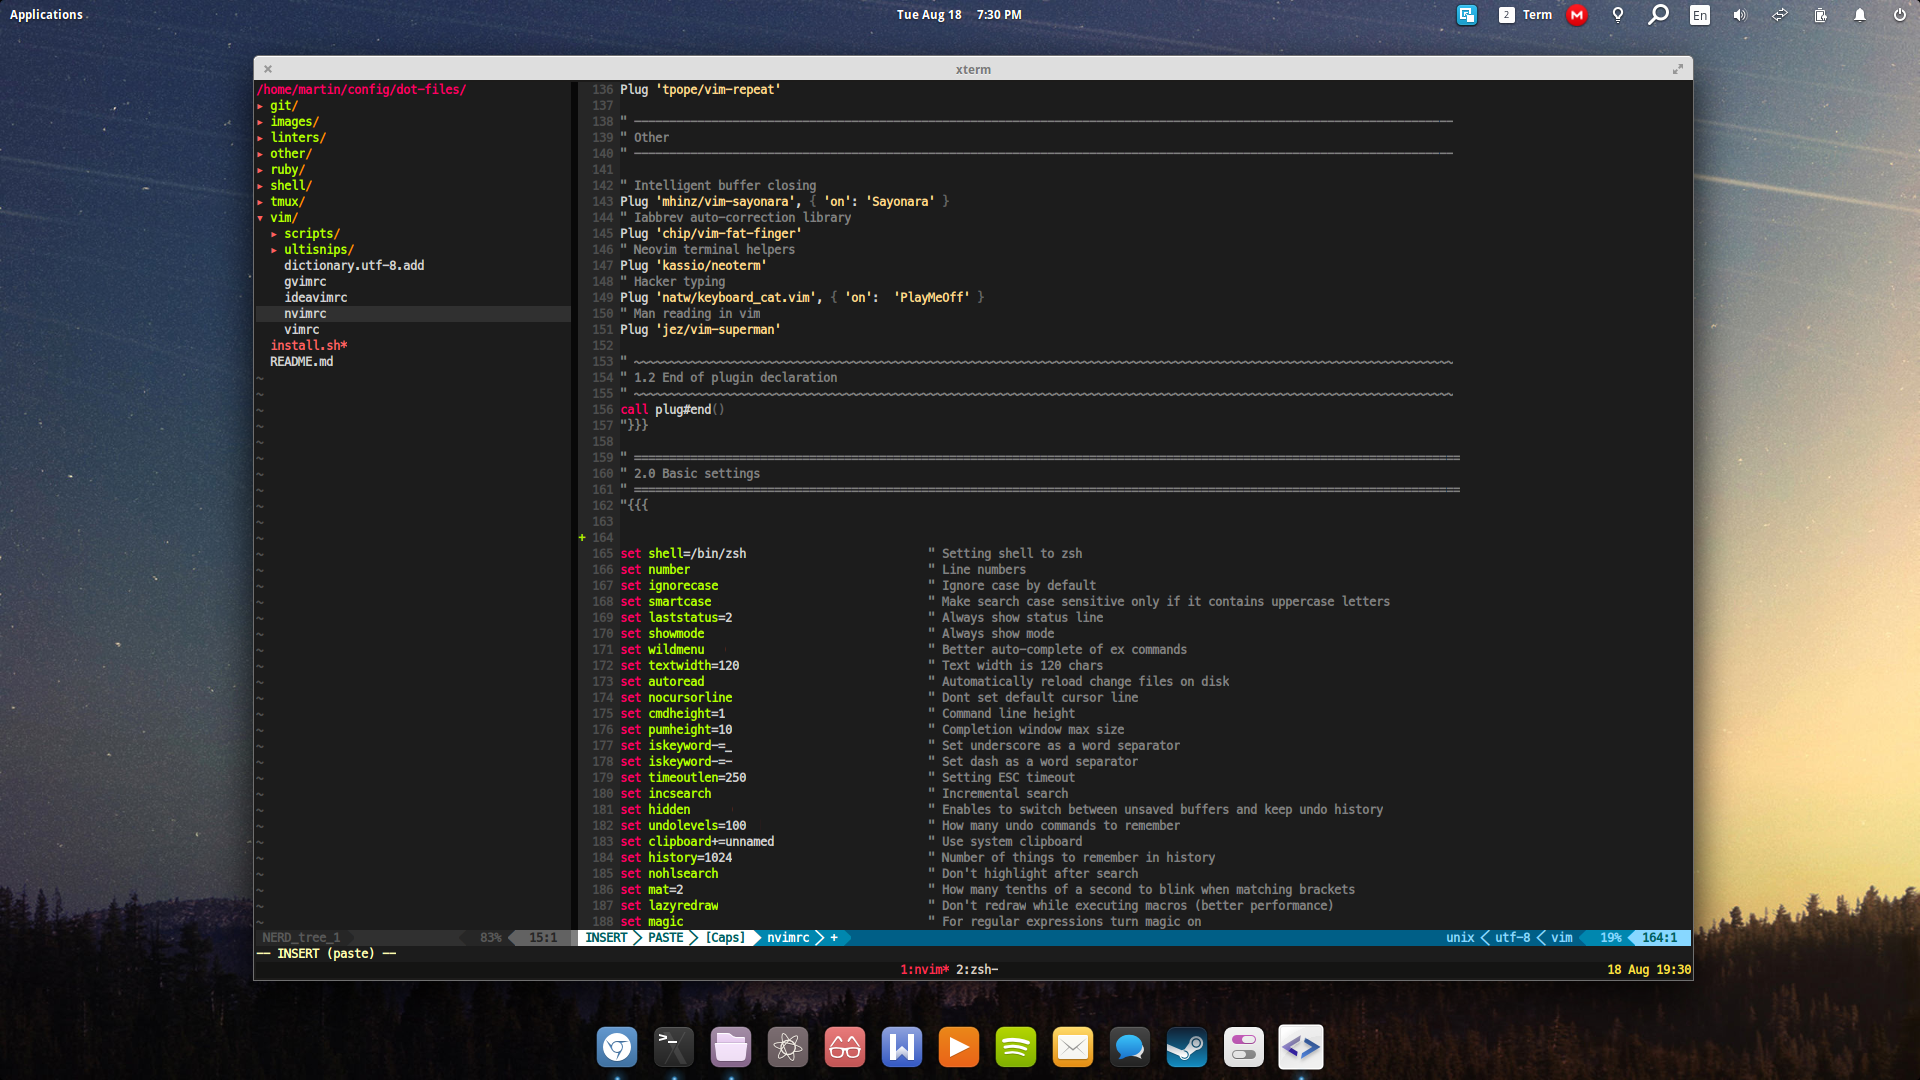 Applications
Tue Aug 18 7:30 PM
2 Term M En
xterm
/home/martin/config/dot-files/
▸ git/
▸ images/
▸ linters/
▸ other/
▸ ruby/
▸ shell/
▸ tmux/
▾ vim/
▸ scripts/
▸ ultisnips/
dictionary.utf-8.add
gvimrc
ideavimrc
nvimrc
vimrc
install.sh*
README.md
136 Plug 'tpope/vim-repeat'
137
138 "
139 " Other
140 "
141
142 " Intelligent buffer closing
143 Plug 'mhinz/vim-sayonara', { 'on': 'Sayonara' }
144 " Iabbrev auto-correction library
145 Plug 'chip/vim-fat-finger'
146 " Neovim terminal helpers
147 Plug 'kassio/neoterm'
148 " Hacker typing
149 Plug 'natw/keyboard_cat.vim', { 'on':  'PlayMeOff' }
150 " Man reading in vim
151 Plug 'jez/vim-superman'
152
153 "
154 " 1.2 End of plugin declaration
155 "
156 call plug#end()
157 "}}}
158
159 "
160 " 2.0 Basic settings
161 "
162 "{{{
163
+ 164
165 set shell=/bin/zsh " Setting shell to zsh
166 set number " Line numbers
167 set ignorecase " Ignore case by default
168 set smartcase " Make search case sensitive only if it contains uppercase letters
169 set laststatus=2 " Always show status line
170 set showmode " Always show mode
171 set wildmenu " Better auto-complete of ex commands
172 set textwidth=120 " Text width is 120 chars
173 set autoread " Automatically reload change files on disk
174 set nocursorline " Dont set default cursor line
175 set cmdheight=1 " Command line height
176 set pumheight=10 " Completion window max size
177 set iskeyword-=_ " Set underscore as a word separator
178 set iskeyword-=- " Set dash as a word separator
179 set timeoutlen=250 " Setting ESC timeout
180 set incsearch " Incremental search
181 set hidden " Enables to switch between unsaved buffers and keep undo history
182 set undolevels=100 " How many undo commands to remember
183 set clipboard+=unnamed " Use system clipboard
184 set history=1024 " Number of things to remember in history
185 set nohlsearch " Don't highlight after search
186 set mat=2 " How many tenths of a second to blink when matching brackets
187 set lazyredraw " Don't redraw while executing macros (better performance)
188 set magic " For regular expressions turn magic on
NERD_tree_1 83% 15:1 INSERT PASTE [Caps] nvimrc + unix utf-8 vim 19% 164:1
-- INSERT (paste) --
1:nvim* 2:zsh- 18 Aug 19:30